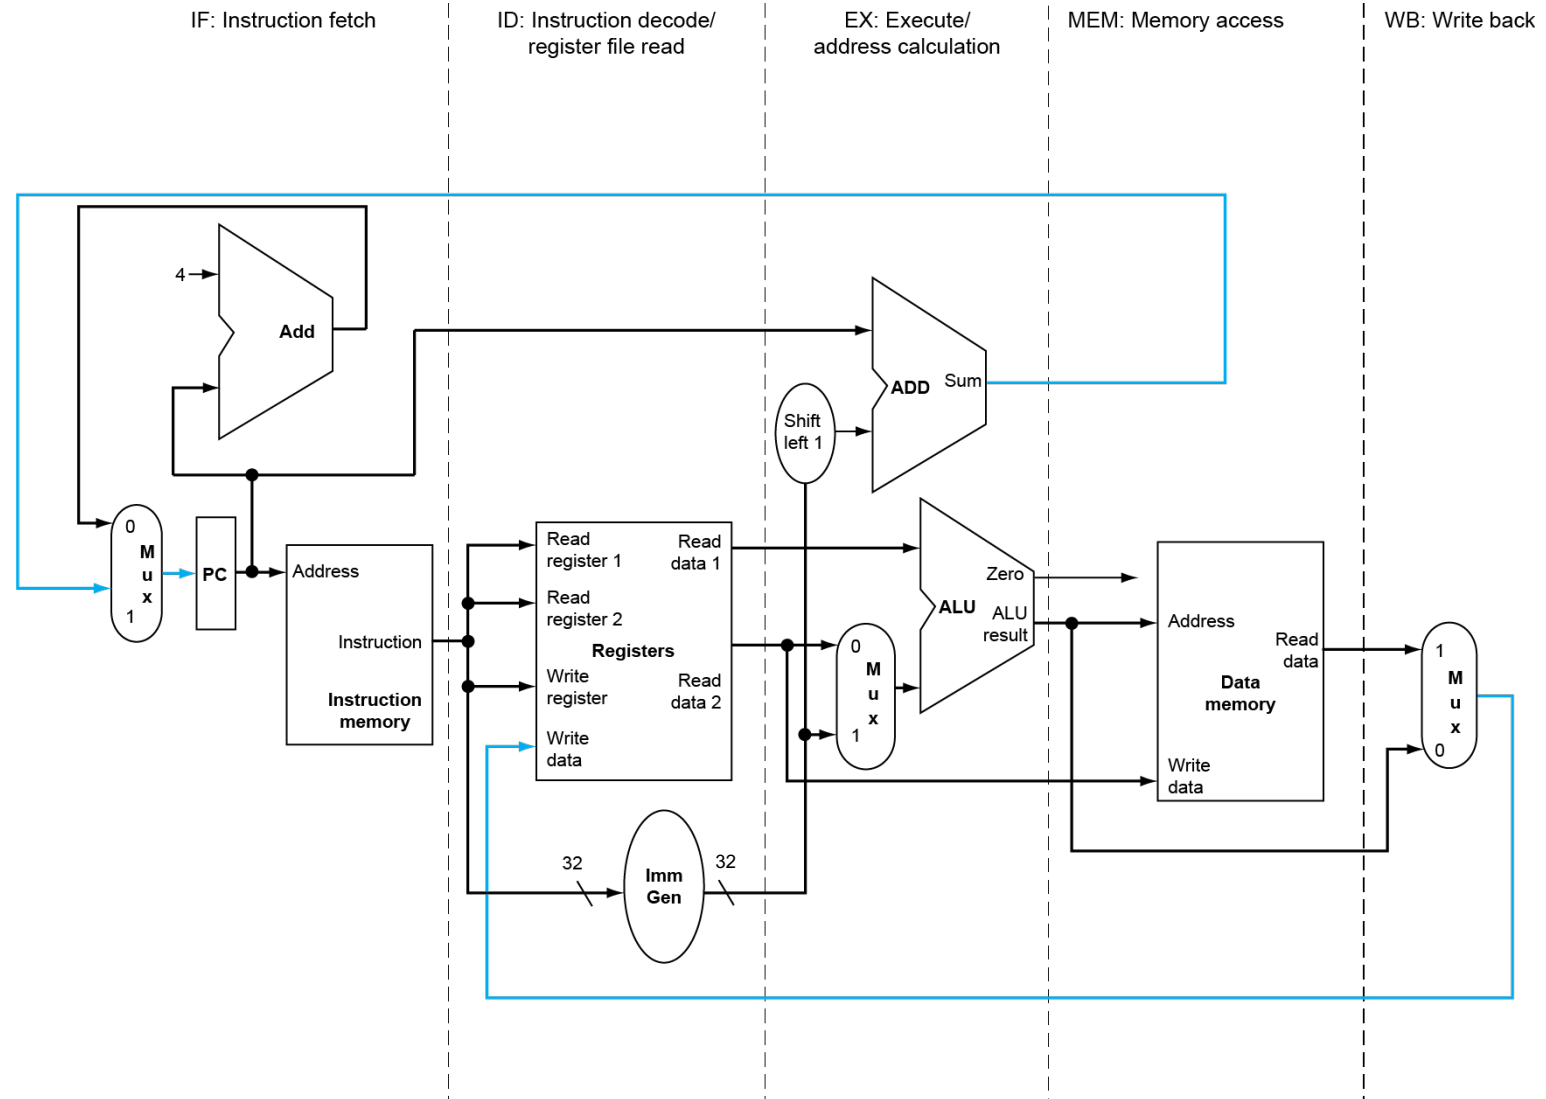 IF: Instruction fetch
ID: Instruction decode/
register file read
EX: Execute/
address calculation
MEM: Memory access
WB: Write back
4
Add
ADD
Sum
Shift
left 1
0
M
u
x
1
PC
Address
Instruction
Instruction
memory
Read
register 1
Read
register 2
Registers
Write
register
Write
data
Read
data 1
Read
data 2
0
M
u
x
1
Zero
ALU
ALU
result
Address
Read
data
Data
memory
Write
data
1
M
u
x
0
32
Imm
Gen
32